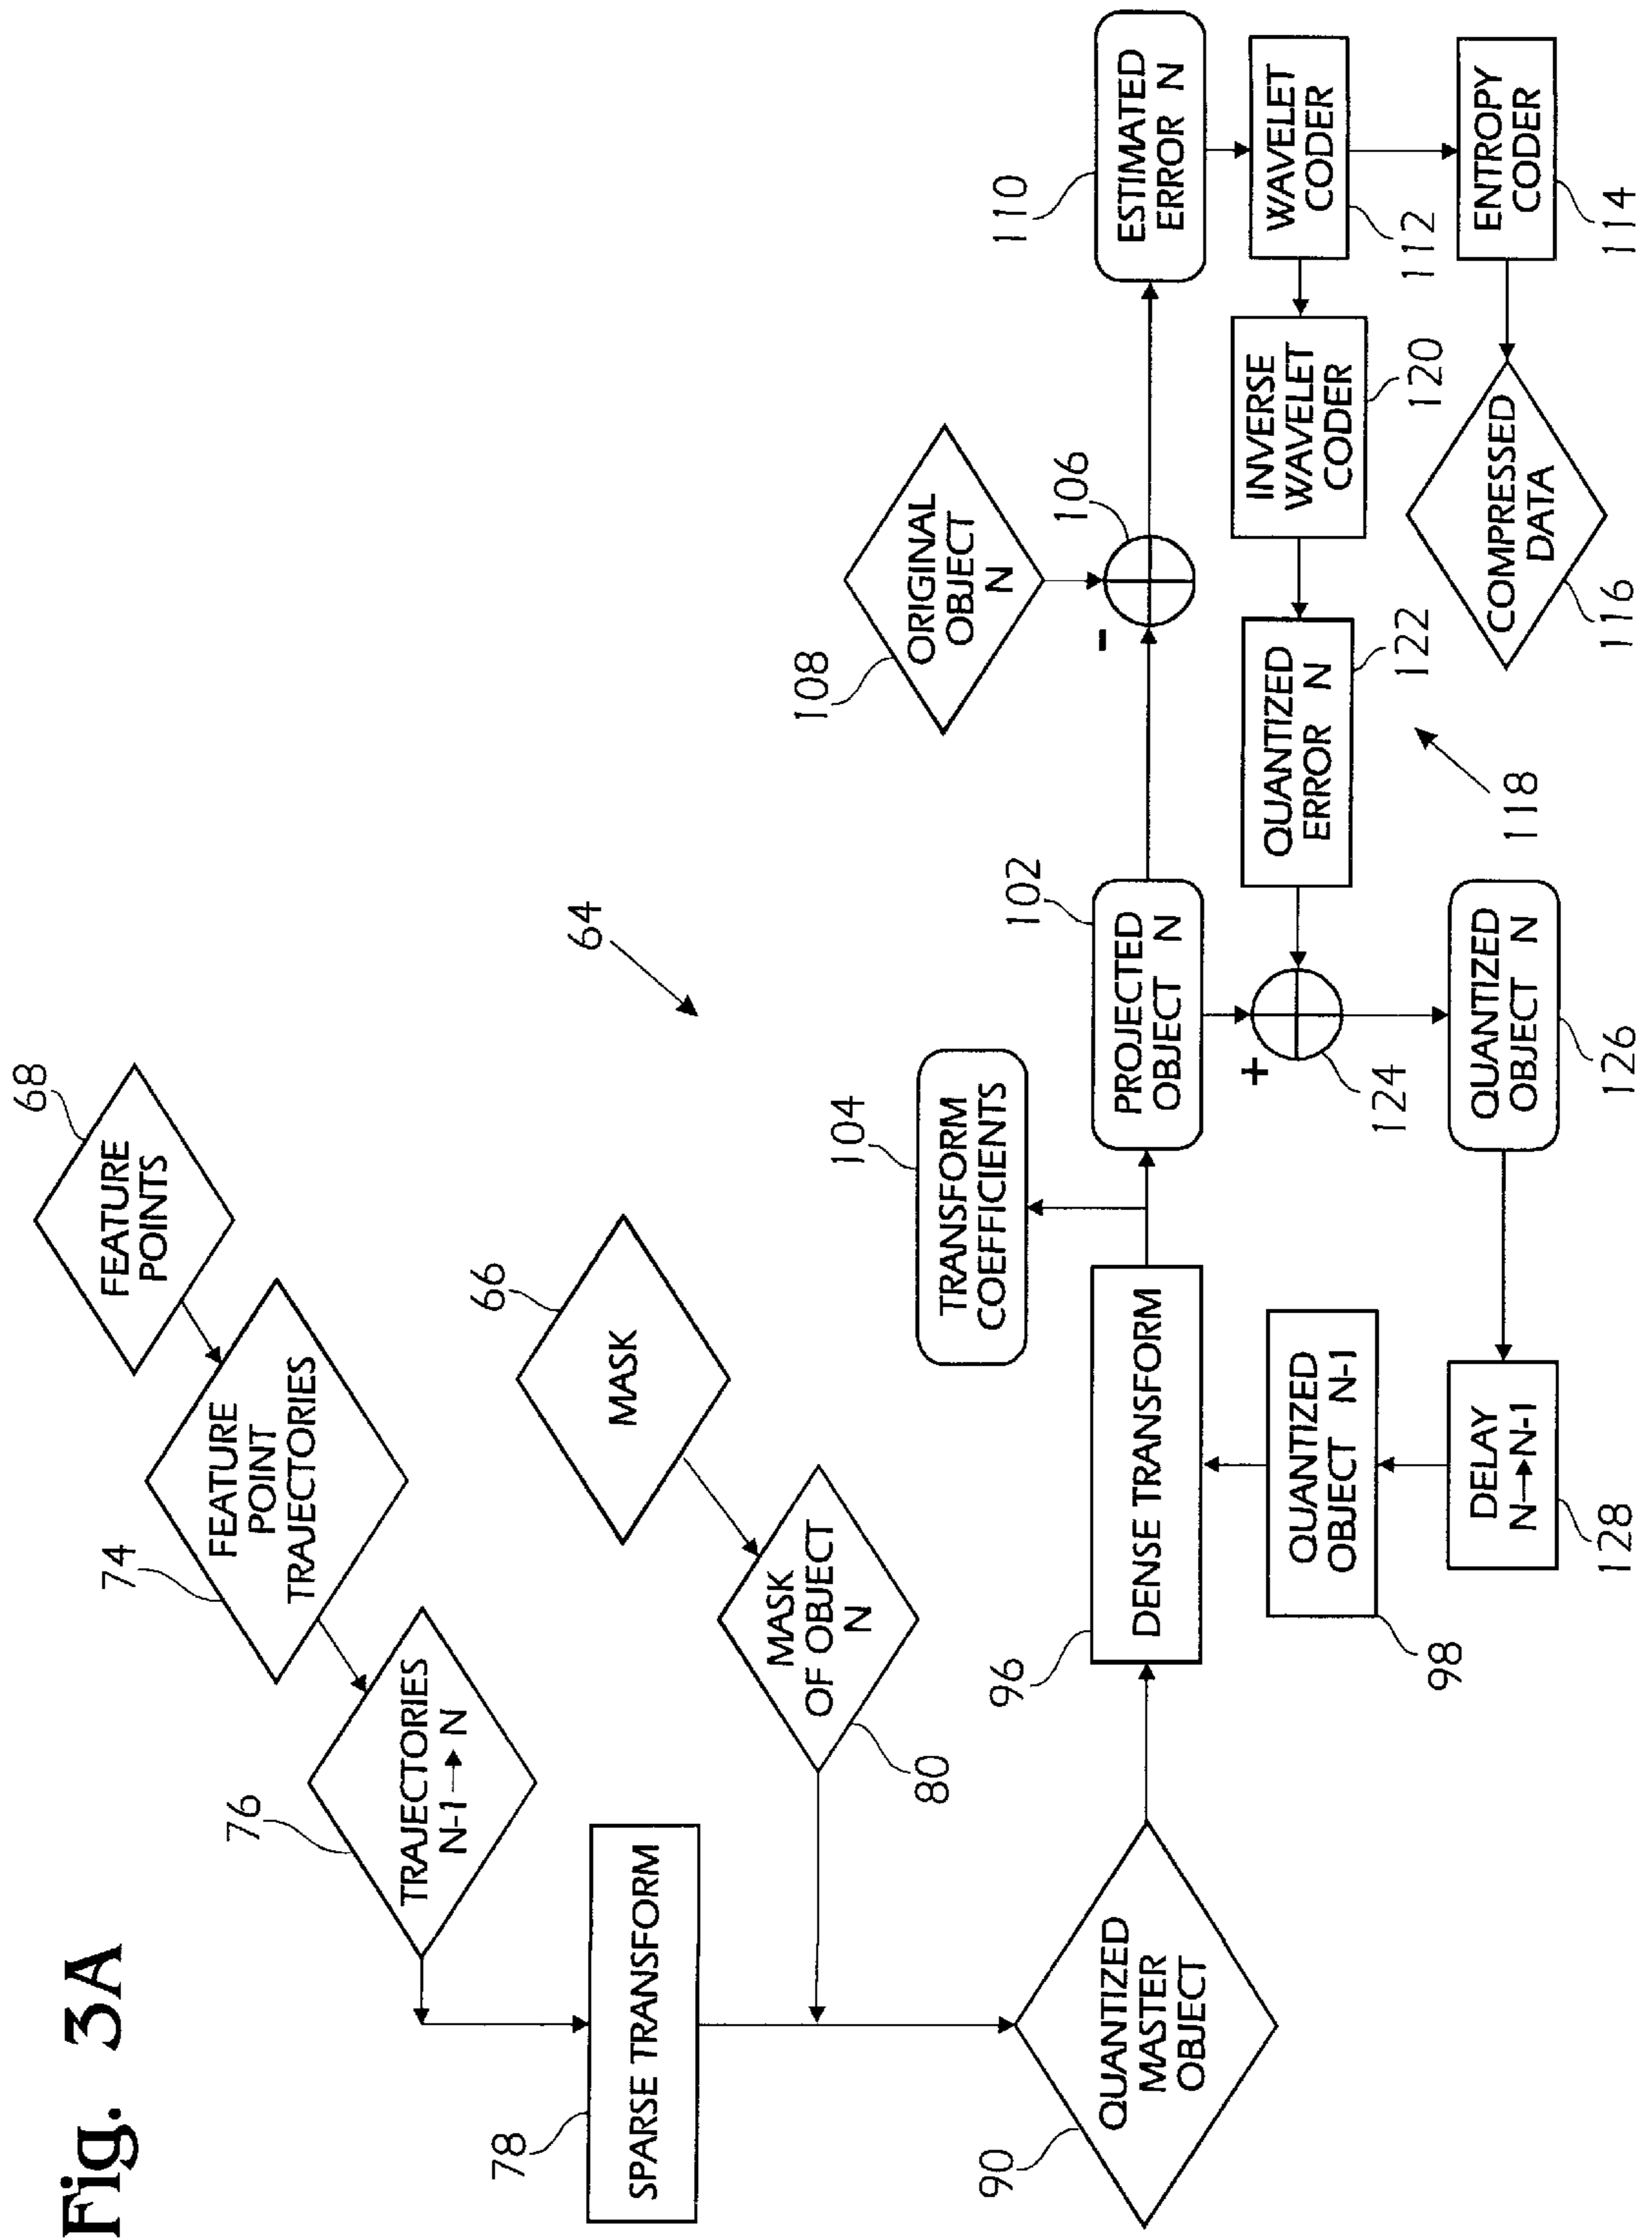 Fig. 3A
68
FEATURE
POINTS
74
FEATURE
POINT
TRAJECTORIES
76
TRAJECTORIES
N-1→N
66
MASK
78
SPARSE TRANSFORM
MASK
OF OBJECT
N
80
64
90
QUANTIZED
MASTER
OBJECT
96
DENSE TRANSFORM
104
TRANSFORM
COEFFICIENTS
102
PROJECTED
OBJECT N
108
ORIGINAL
OBJECT
N
-
106
110
ESTIMATED
ERROR N
WAVELET
CODER
112
INVERSE
WAVELET
CODER
120
QUANTIZED
ERROR N
122
+
124
QUANTIZED
OBJECT N-1
98
DELAY
N→N-1
128
QUANTIZED
OBJECT N
126
118
COMPRESSED
DATA
116
ENTROPY
CODER
114